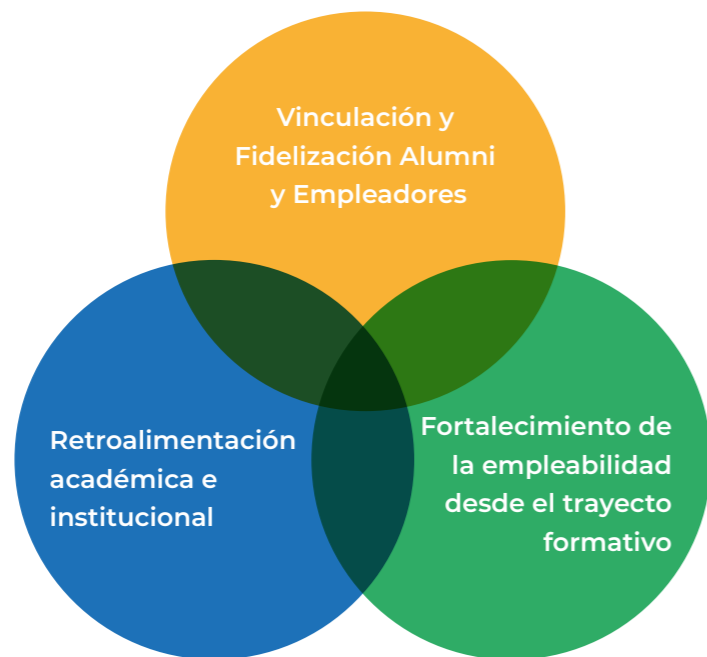 Vinculación y
Fidelización Alumni
y Empleadores
Retroalimentación
académica e
institucional
Fortalecimiento de
la empleabilidad
desde el trayecto
formativo